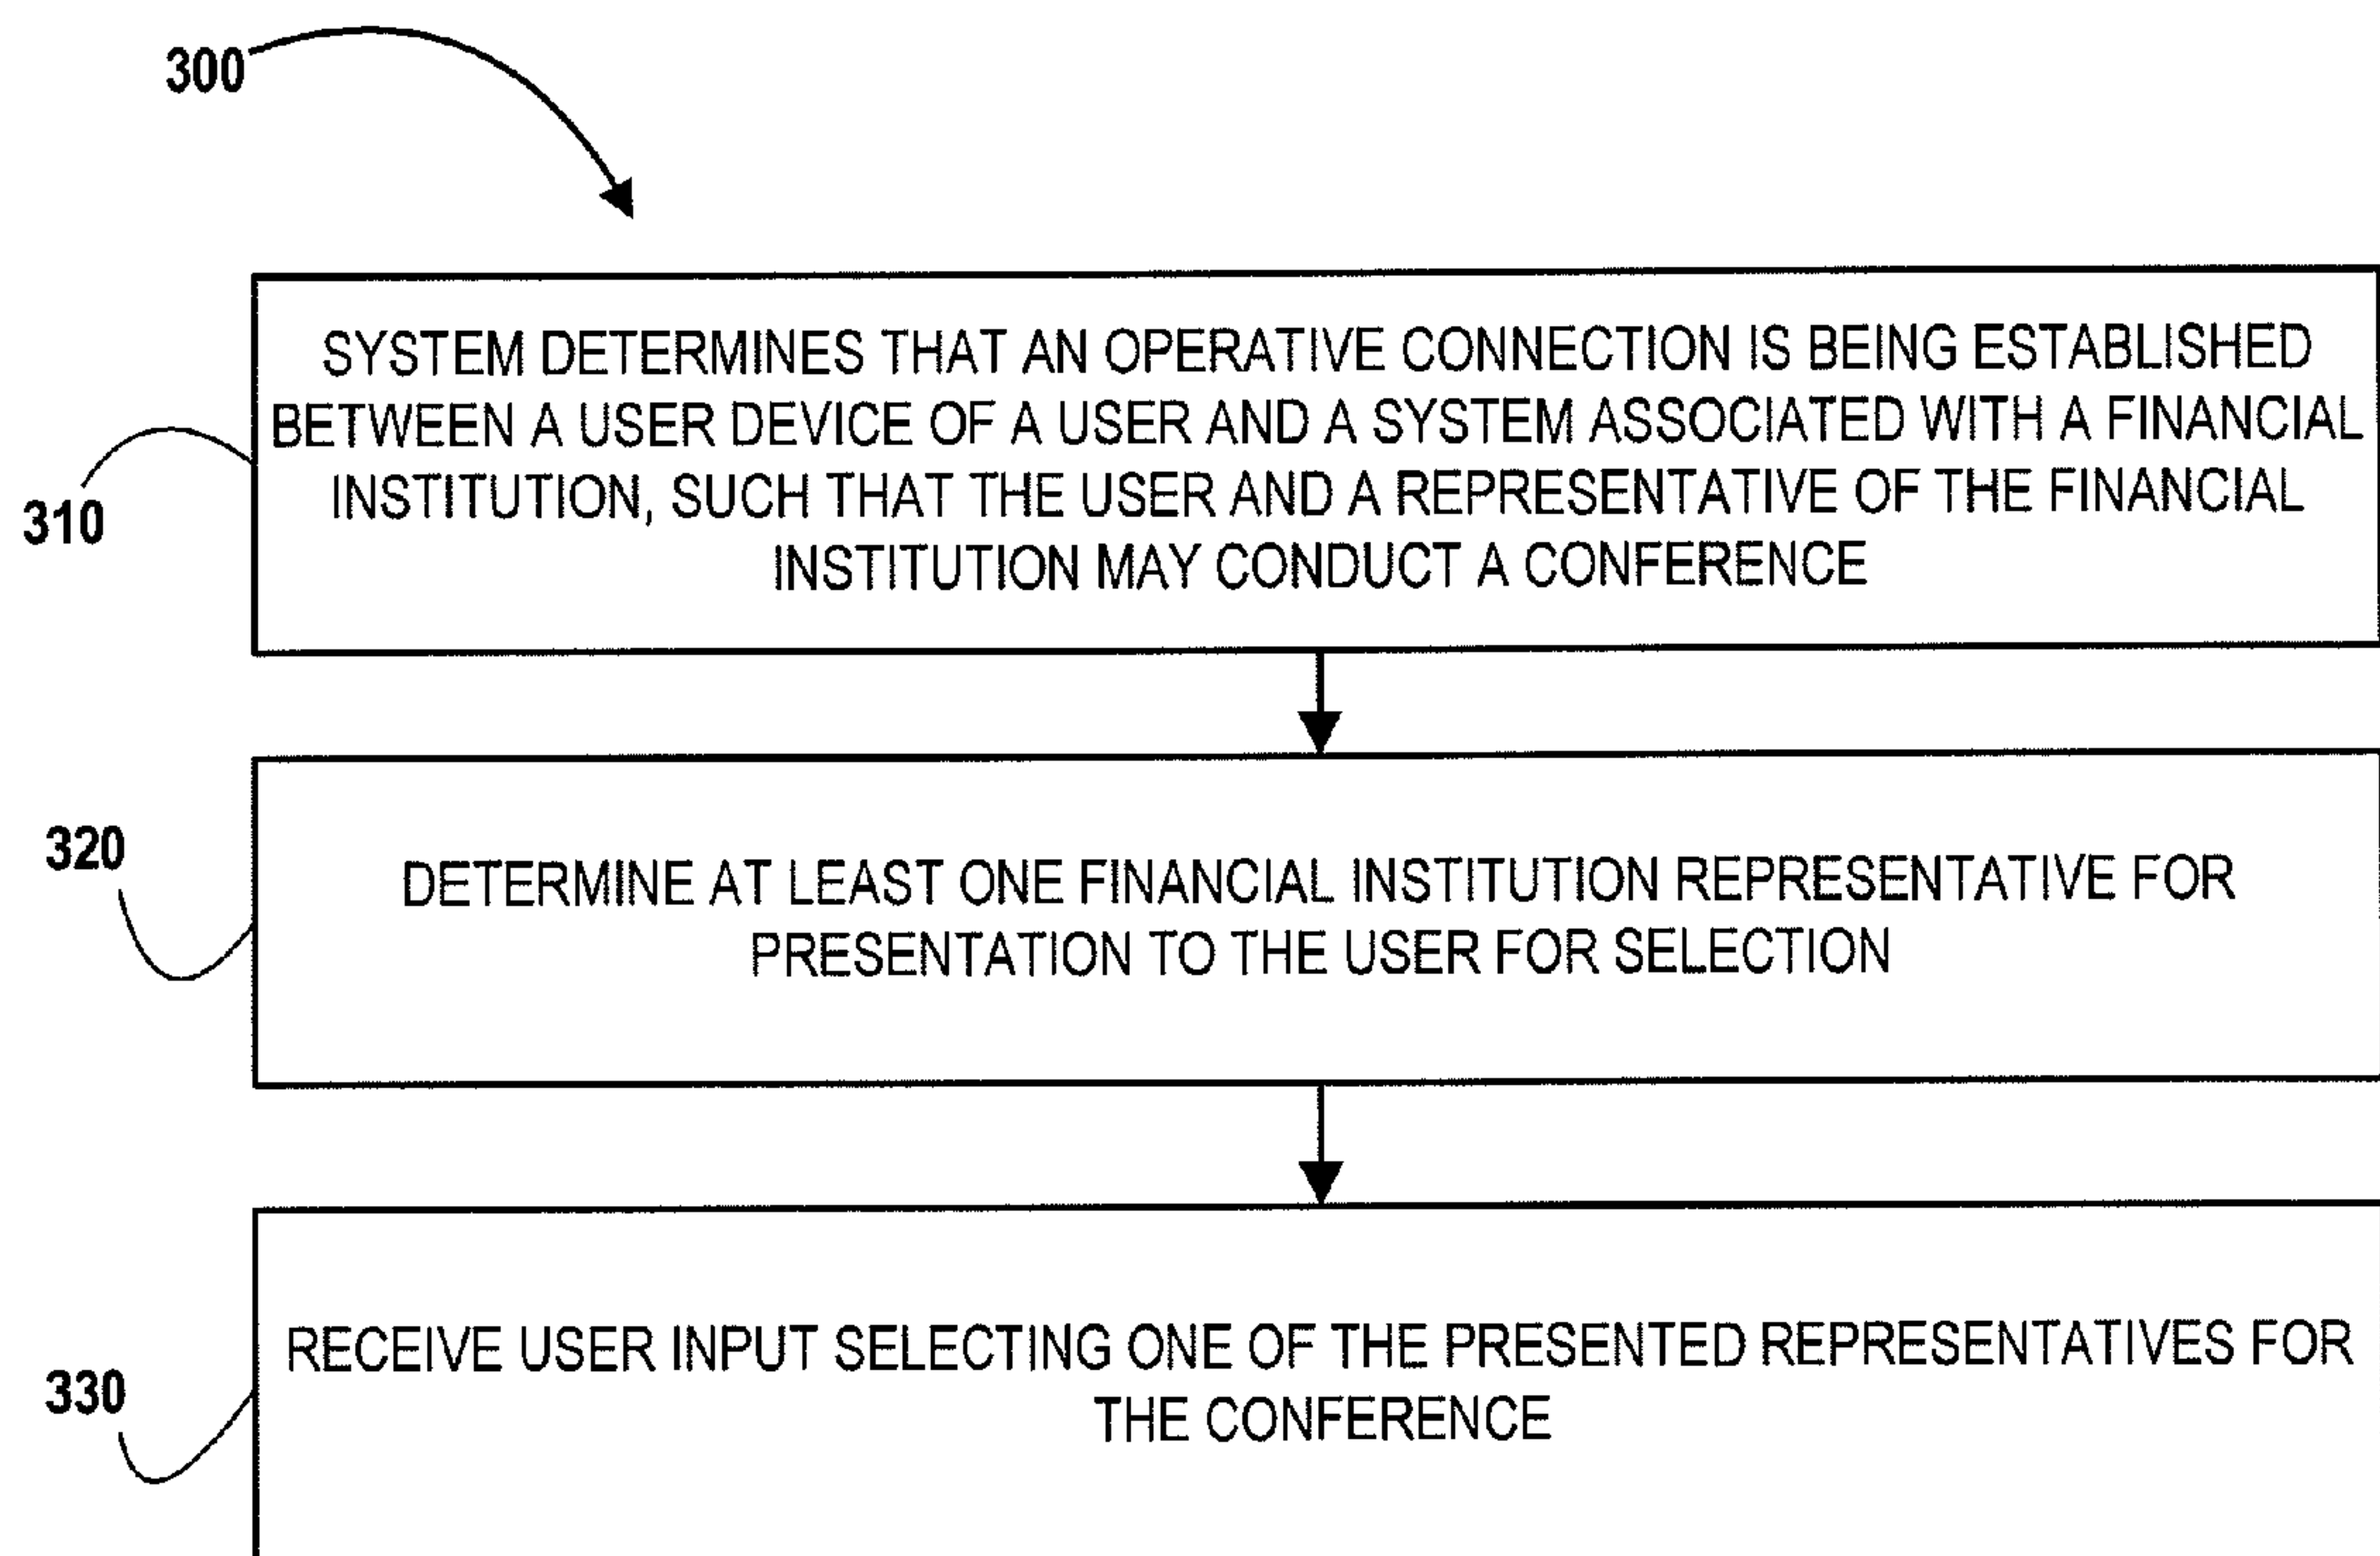 300
SYSTEM DETERMINES THAT AN OPERATIVE CONNECTION IS BEING ESTABLISHED
BETWEEN A USER DEVICE OF A USER AND A SYSTEM ASSOCIATED WITH A FINANCIAL
INSTITUTION, SUCH THAT THE USER AND A REPRESENTATIVE OF THE FINANCIAL
INSTITUTION MAY CONDUCT A CONFERENCE
310
320
DETERMINE AT LEAST ONE FINANCIAL INSTITUTION REPRESENTATIVE FOR
PRESENTATION TO THE USER FOR SELECTION
330
RECEIVE USER INPUT SELECTING ONE OF THE PRESENTED REPRESENTATIVES FOR
THE CONFERENCE